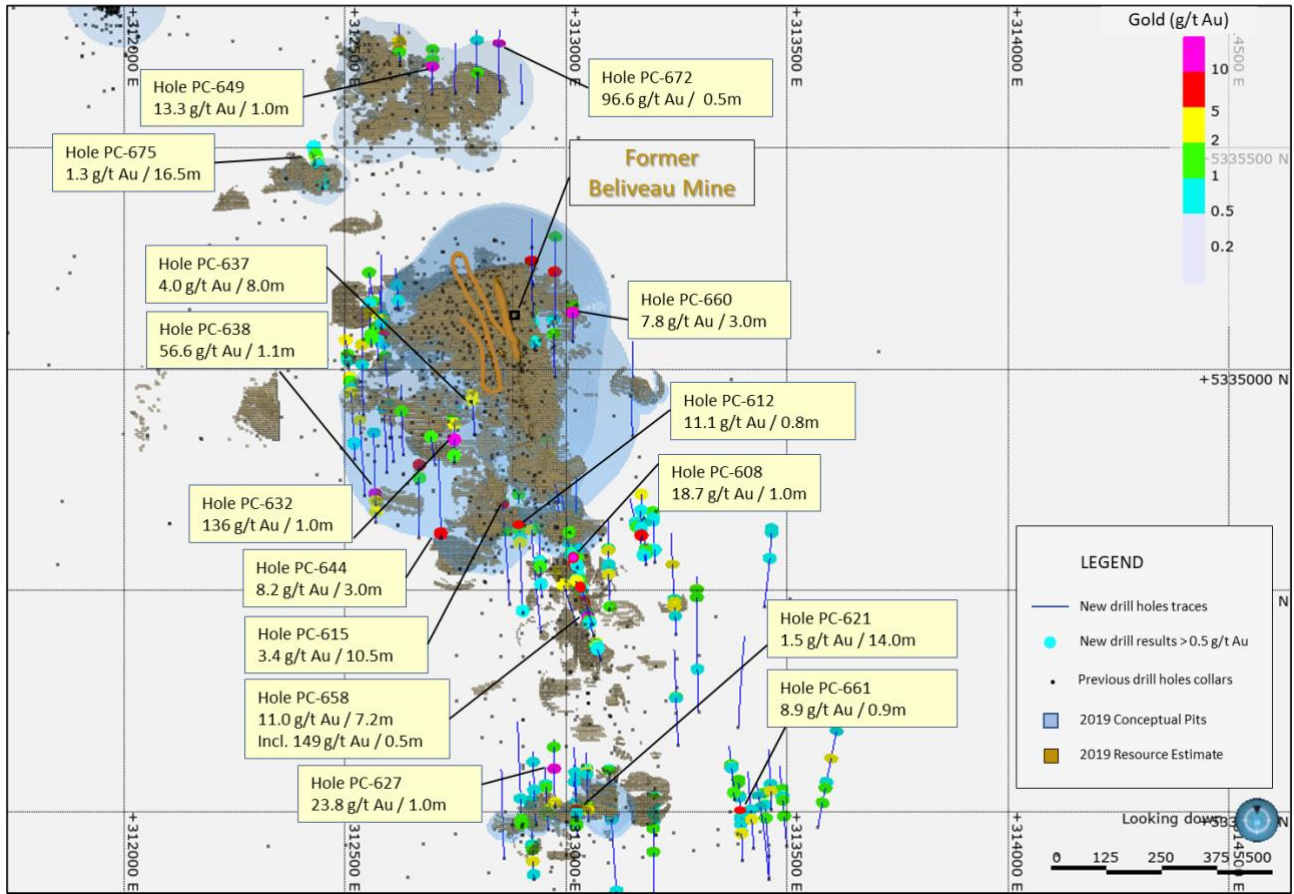 +312000 E
+312500 E
+313000 E
+313500 E
+314000 E
Gold (g/t Au)
4500 E
10
5
2
1
0.5
0.2
Hole PC-649
13.3 g/t Au / 1.0m
Hole PC-672
96.6 g/t Au / 0.5m
Hole PC-675
1.3 g/t Au / 16.5m
+5335500 N
Former
Beliveau Mine
Hole PC-637
4.0 g/t Au / 8.0m
Hole PC-660
7.8 g/t Au / 3.0m
Hole PC-638
56.6 g/t Au / 1.1m
+5335000 N
Hole PC-612
11.1 g/t Au / 0.8m
Hole PC-608
18.7 g/t Au / 1.0m
Hole PC-632
136 g/t Au / 1.0m
Hole PC-644
8.2 g/t Au / 3.0m
N
Hole PC-615
3.4 g/t Au / 10.5m
Hole PC-621
1.5 g/t Au / 14.0m
Hole PC-658
11.0 g/t Au / 7.2m
Incl. 149 g/t Au / 0.5m
Hole PC-661
8.9 g/t Au / 0.9m
Hole PC-627
23.8 g/t Au / 1.0m
LEGEND
New drill holes traces
New drill results > 0.5 g/t Au
Previous drill holes collars
2019 Conceptual Pits
2019 Resource Estimate
Looking down
N
0 125 250 375 500
+312000 E
+312500 E
+313000 E
+313500 E
+314000 E